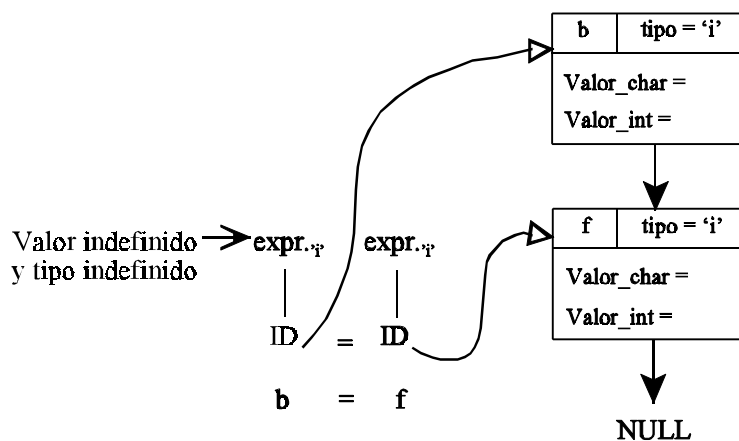 b tipo = ‘i’
Valor_char =
Valor_int =
f tipo = ‘i’
Valor_char =
Valor_int =
NULL
Valor indefinido
y tipo indefinido
expr.‘i’ expr.‘i’
ID = ID
b = f